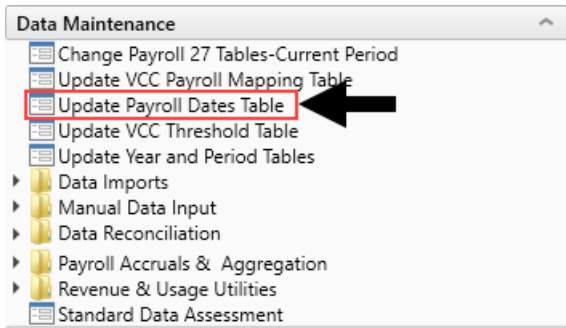 Data Maintenance
Change Payroll 27 Tables-Current Period
Update VCC Payroll Mapping Table
Update Payroll Dates Table
Update VCC Threshold Table
Update Year and Period Tables
Data Imports
Manual Data Input
Data Reconciliation
Payroll Accruals & Aggregation
Revenue & Usage Utilities
Standard Data Assessment